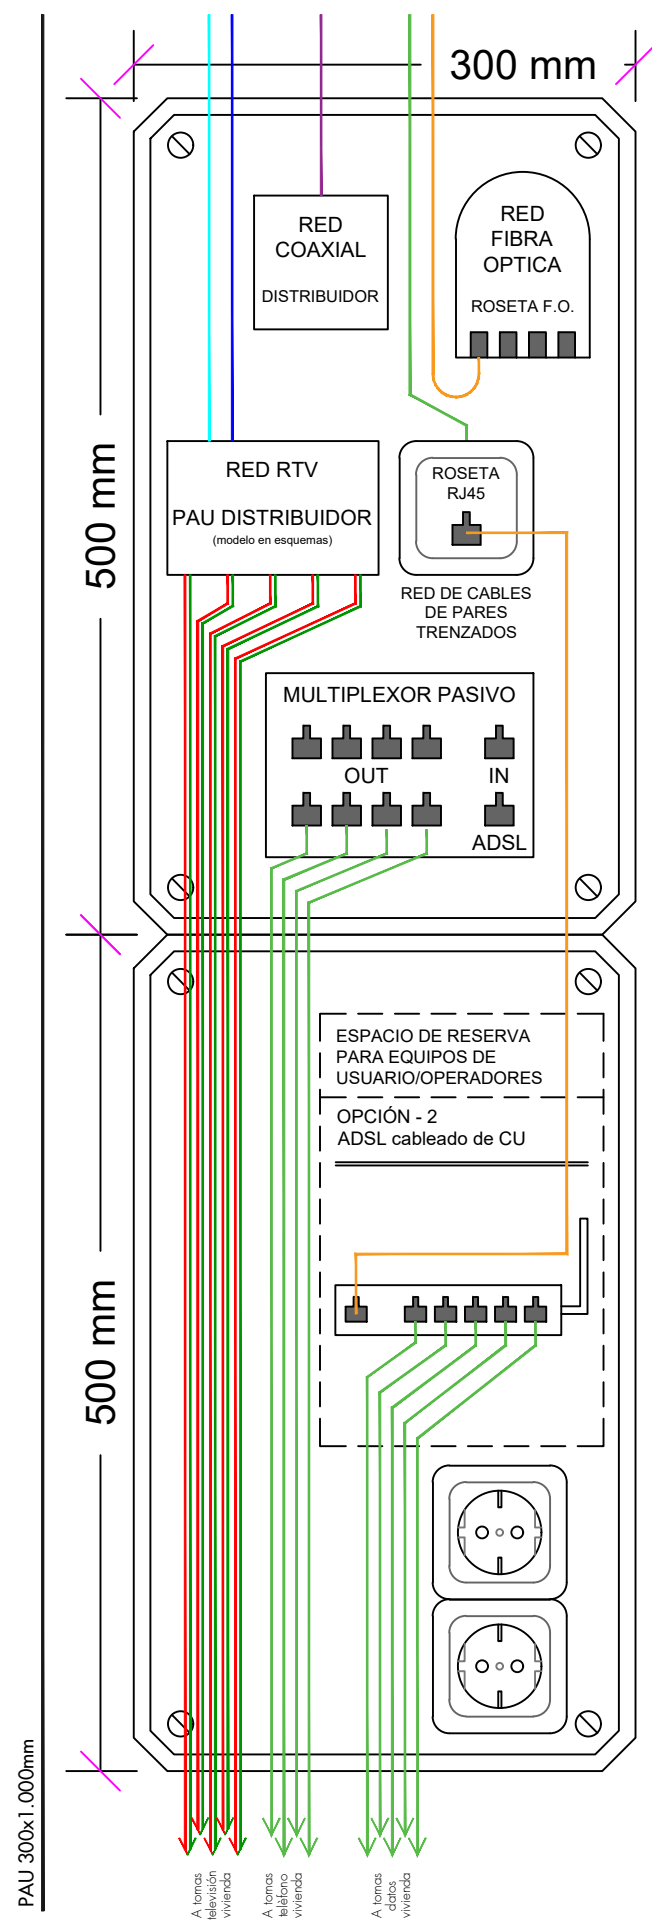 300 mm
RED
COAXIAL
DISTRIBUIDOR
RED
FIBRA
OPTICA
ROSETA F.O.
500 mm
RED RTV
PAU DISTRIBUIDOR
(modelo en esquemas)
ROSETA
RJ45
RED DE CABLES
DE PARES
TRENZADOS
MULTIPLEXOR PASIVO
OUT
IN
ADSL
500 mm
ESPACIO DE RESERVA
PARA EQUIPOS DE
USUARIO/OPERADORES
OPCIÓN - 2
ADSL cableado de CU
PAU 300x1.000mm
A tomas
televisión
vivienda
A tomas
teléfono
vivienda
A tomas
datos
vivienda